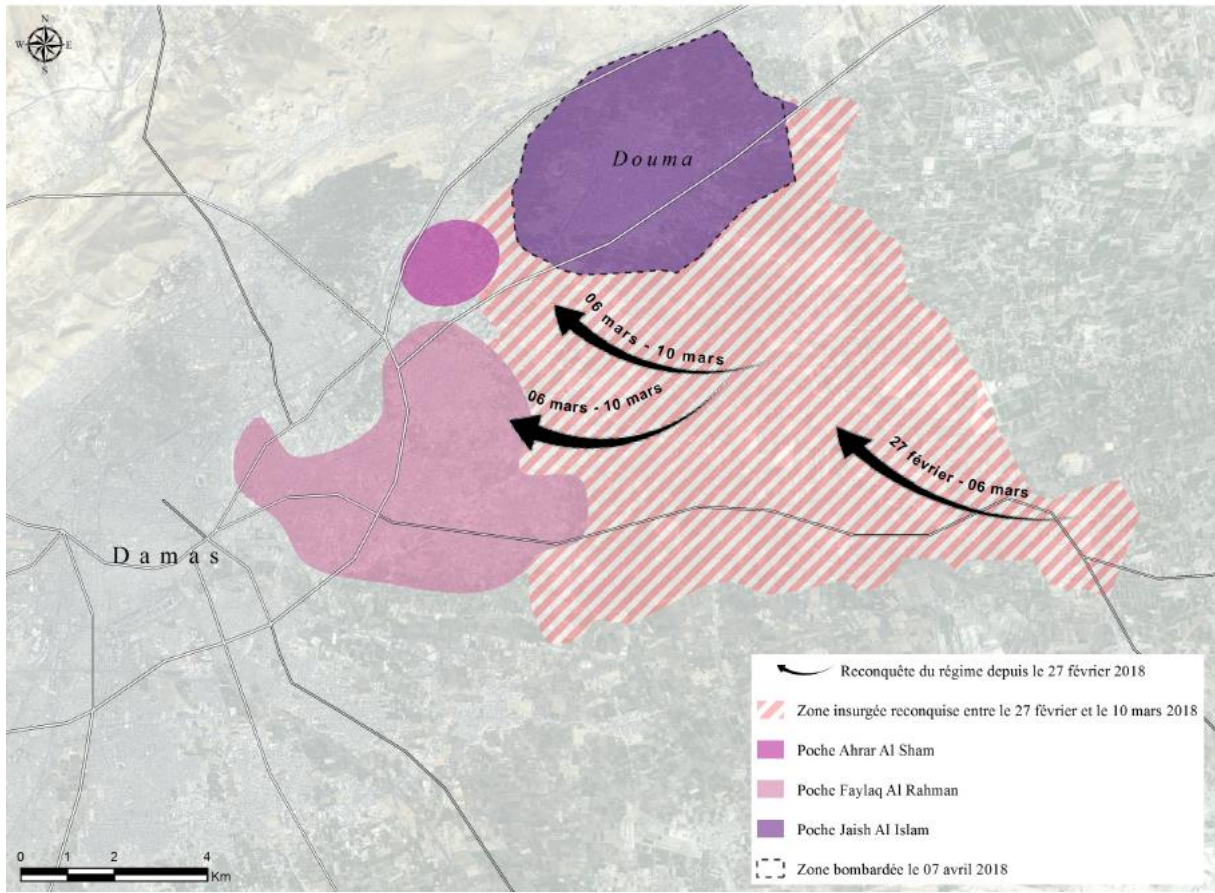 N
W E
S
Douma
06 mars - 10 mars
06 mars - 10 mars
27 février - 06 mars
Damas
Reconquête du régime depuis le 27 février 2018
Zone insurgée reconquise entre le 27 février et le 10 mars 2018
Poche Ahrar Al Sham
Poche Faylaq Al Rahman
Poche Jaish Al Islam
Zone bombardée le 07 avril 2018
0 1 2 4
Km